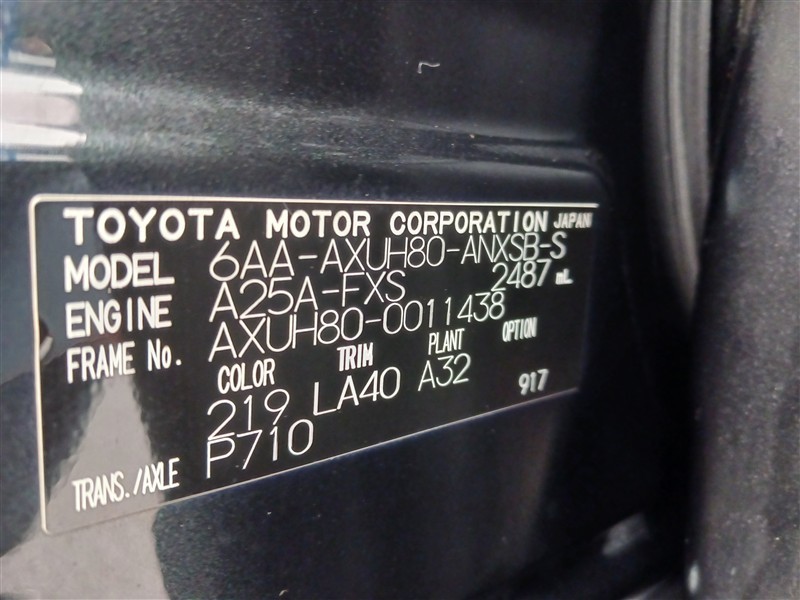 TOYOTA MOTOR CORPORATION JAPAN
MODEL 6AA-AXUH80-ANXSB-S
ENGINE A25A-FXS 2487 mL
FRAME No. AXUH80-0011438
COLOR TRIM PLANT OPTION
219 LA40 A32 917
TRANS./AXLE P710